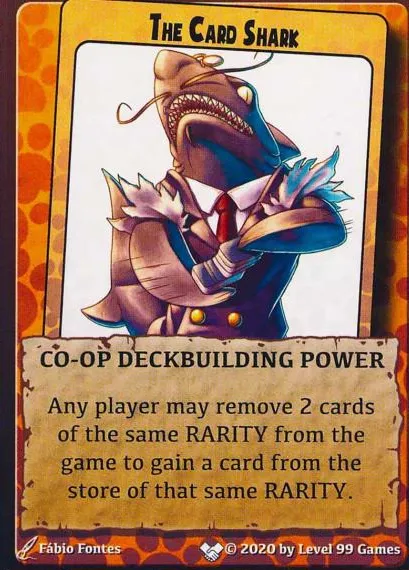 The Card Shark
CO-OP DECKBUILDING POWER
Any player may remove 2 cards
of the same RARITY from the
game to gain a card from the
store of that same RARITY.
Fábio Fontes
© 2020 by Level 99 Games